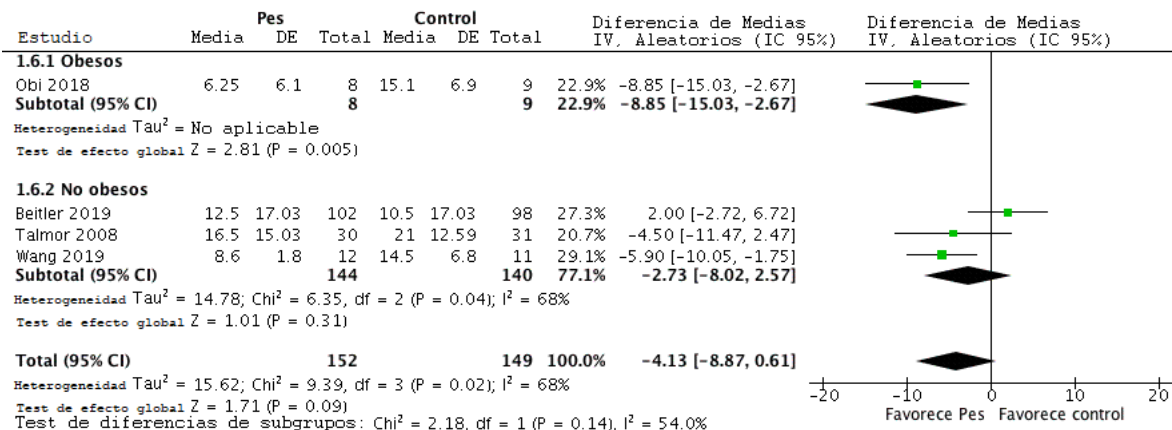 Pes Control Diferencia de Medias Diferencia de Medias
Estudio Media DE Total Media DE Total IV, Aleatorios (IC 95%) IV, Aleatorios (IC 95%)
1.6.1 Obesos
Obi 2018 6.25 6.1 8 15.1 6.9 9 22.9% -8.85 [-15.03, -2.67]
Subtotal (95% CI) 8 9 22.9% -8.85 [-15.03, -2.67]
Heterogeneidad Tau² = No aplicable
Test de efecto global Z = 2.81 (P = 0.005)
1.6.2 No obesos
Beitler 2019 12.5 17.03 102 10.5 17.03 98 27.3% 2.00 [-2.72, 6.72]
Talmor 2008 16.5 15.03 30 21 12.59 31 20.7% -4.50 [-11.47, 2.47]
Wang 2019 8.6 1.8 12 14.5 6.8 11 29.1% -5.90 [-10.05, -1.75]
Subtotal (95% CI) 144 140 77.1% -2.73 [-8.02, 2.57]
Heterogeneidad Tau² = 14.78; Chi² = 6.35, df = 2 (P = 0.04); I² = 68%
Test de efecto global Z = 1.01 (P = 0.31)
Total (95% CI) 152 149 100.0% -4.13 [-8.87, 0.61]
Heterogeneidad Tau² = 15.62; Chi² = 9.39, df = 3 (P = 0.02); I² = 68%
Test de efecto global Z = 1.71 (P = 0.09)
Test de diferencias de subgrupos: Chi² = 2.18, df = 1 (P = 0.14), I² = 54.0%
-20 -10 0 10 20
Favorece Pes Favorece control